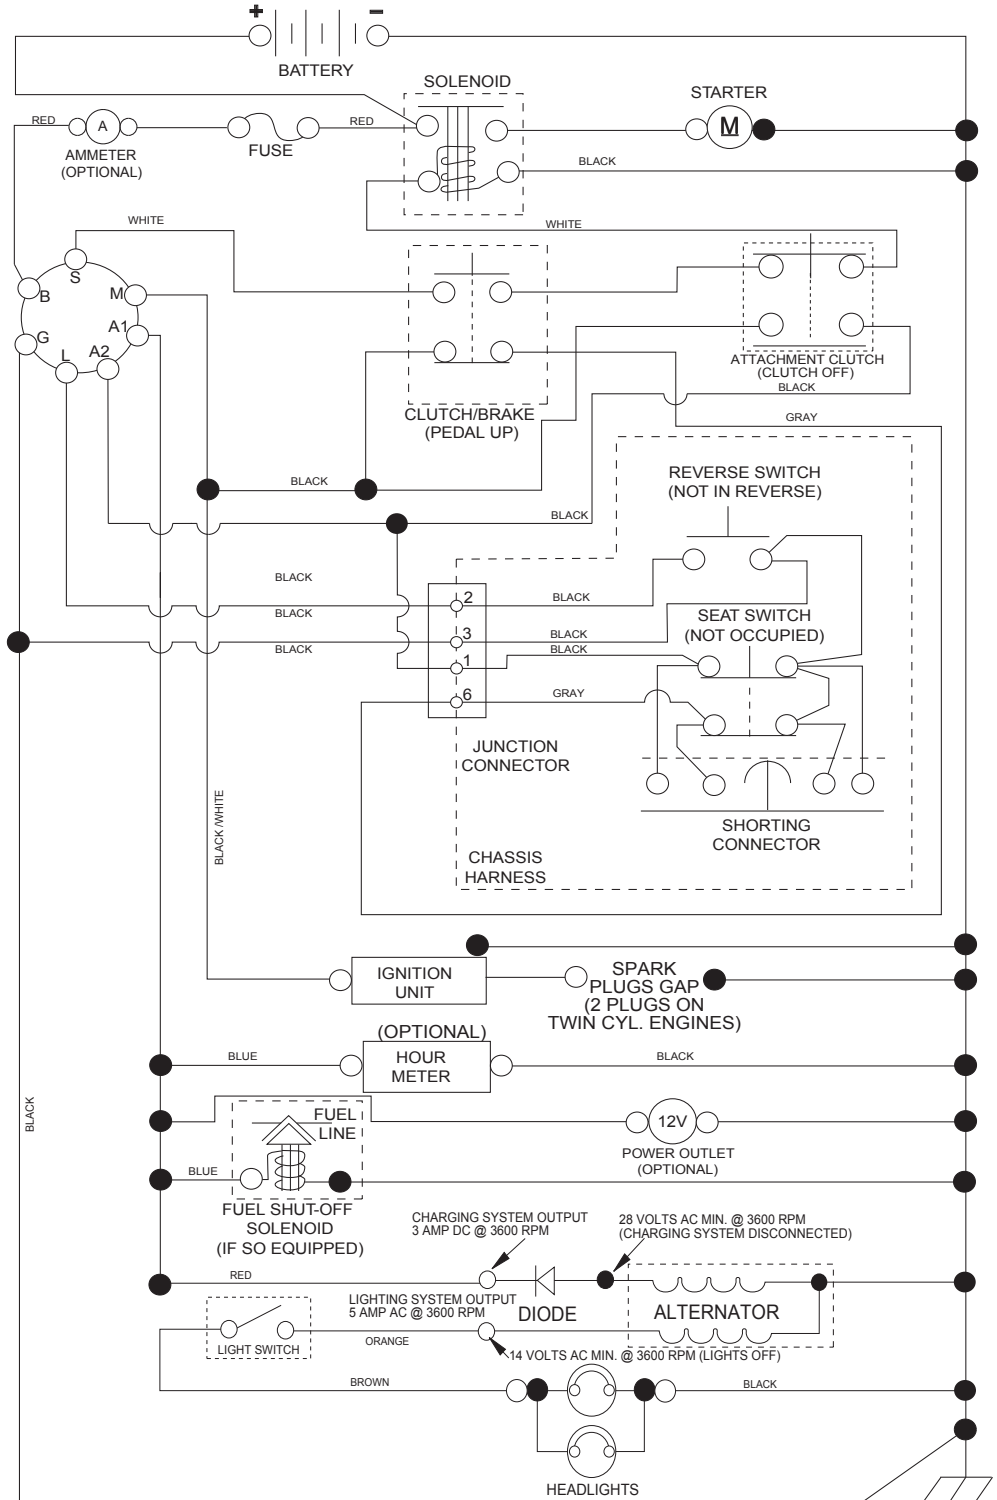 + −
BATTERY
SOLENOID
STARTER
RED
A
RED
M
AMMETER
(OPTIONAL)
FUSE
BLACK
WHITE
WHITE
S
B
M
G
A1
L
A2
ATTACHMENT CLUTCH
(CLUTCH OFF)
BLACK
CLUTCH/BRAKE
(PEDAL UP)
GRAY
REVERSE SWITCH
(NOT IN REVERSE)
BLACK
BLACK
BLACK
2
BLACK
BLACK
SEAT SWITCH
(NOT OCCUPIED)
3
BLACK
BLACK
1
BLACK
6
GRAY
JUNCTION
CONNECTOR
BLACK /WHITE
SHORTING
CONNECTOR
CHASSIS
HARNESS
IGNITION
UNIT
SPARK
PLUGS GAP
(2 PLUGS ON
TWIN CYL. ENGINES)
(OPTIONAL)
BLUE
HOUR
METER
BLACK
BLACK
FUEL
LINE
12V
POWER OUTLET
(OPTIONAL)
BLUE
FUEL SHUT-OFF
SOLENOID
(IF SO EQUIPPED)
CHARGING SYSTEM OUTPUT
3 AMP DC @ 3600 RPM
28 VOLTS AC MIN. @ 3600 RPM
(CHARGING SYSTEM DISCONNECTED)
RED
LIGHTING SYSTEM OUTPUT
5 AMP AC @ 3600 RPM
DIODE
ALTERNATOR
LIGHT SWITCH
ORANGE
14 VOLTS AC MIN. @ 3600 RPM (LIGHTS OFF)
BROWN
BLACK
HEADLIGHTS